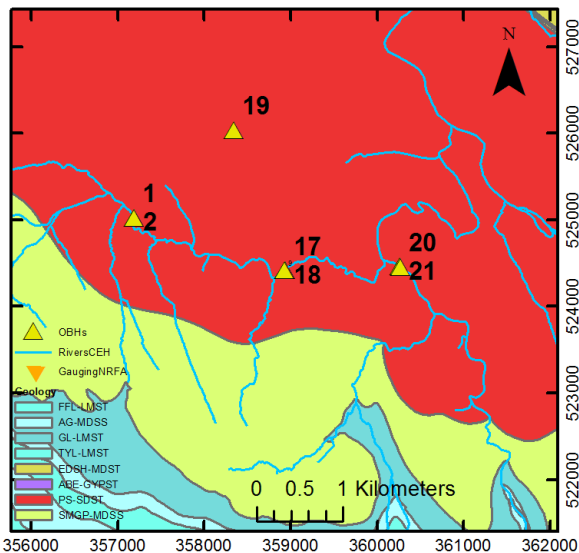 N
19
1
2
17
18
20
21
OBHs
RiversCEH
GaugingNRFA
Geology
FFL-LMST
AG-MDSS
GL-LMST
TYL-LMST
EDSH-MDST
ABE-GYPST
PS-SDST
SMGP-MDSS
0 0.5 1 Kilometers
527000
526000
525000
524000
523000
522000
356000 357000 358000 359000 360000 361000 362000